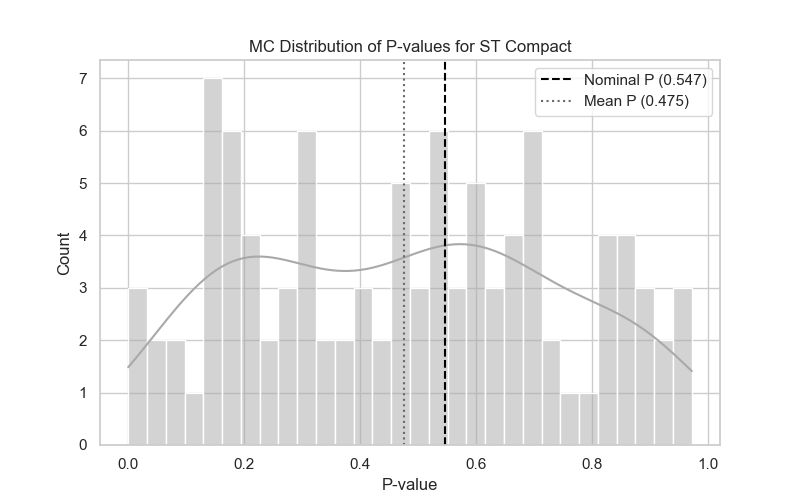 MC Distribution of P-values for ST Compact
Nominal P (0.547)
Mean P (0.475)
Count
7
6
5
4
3
2
1
0
0.0 0.2 0.4 0.6 0.8 1.0
P-value